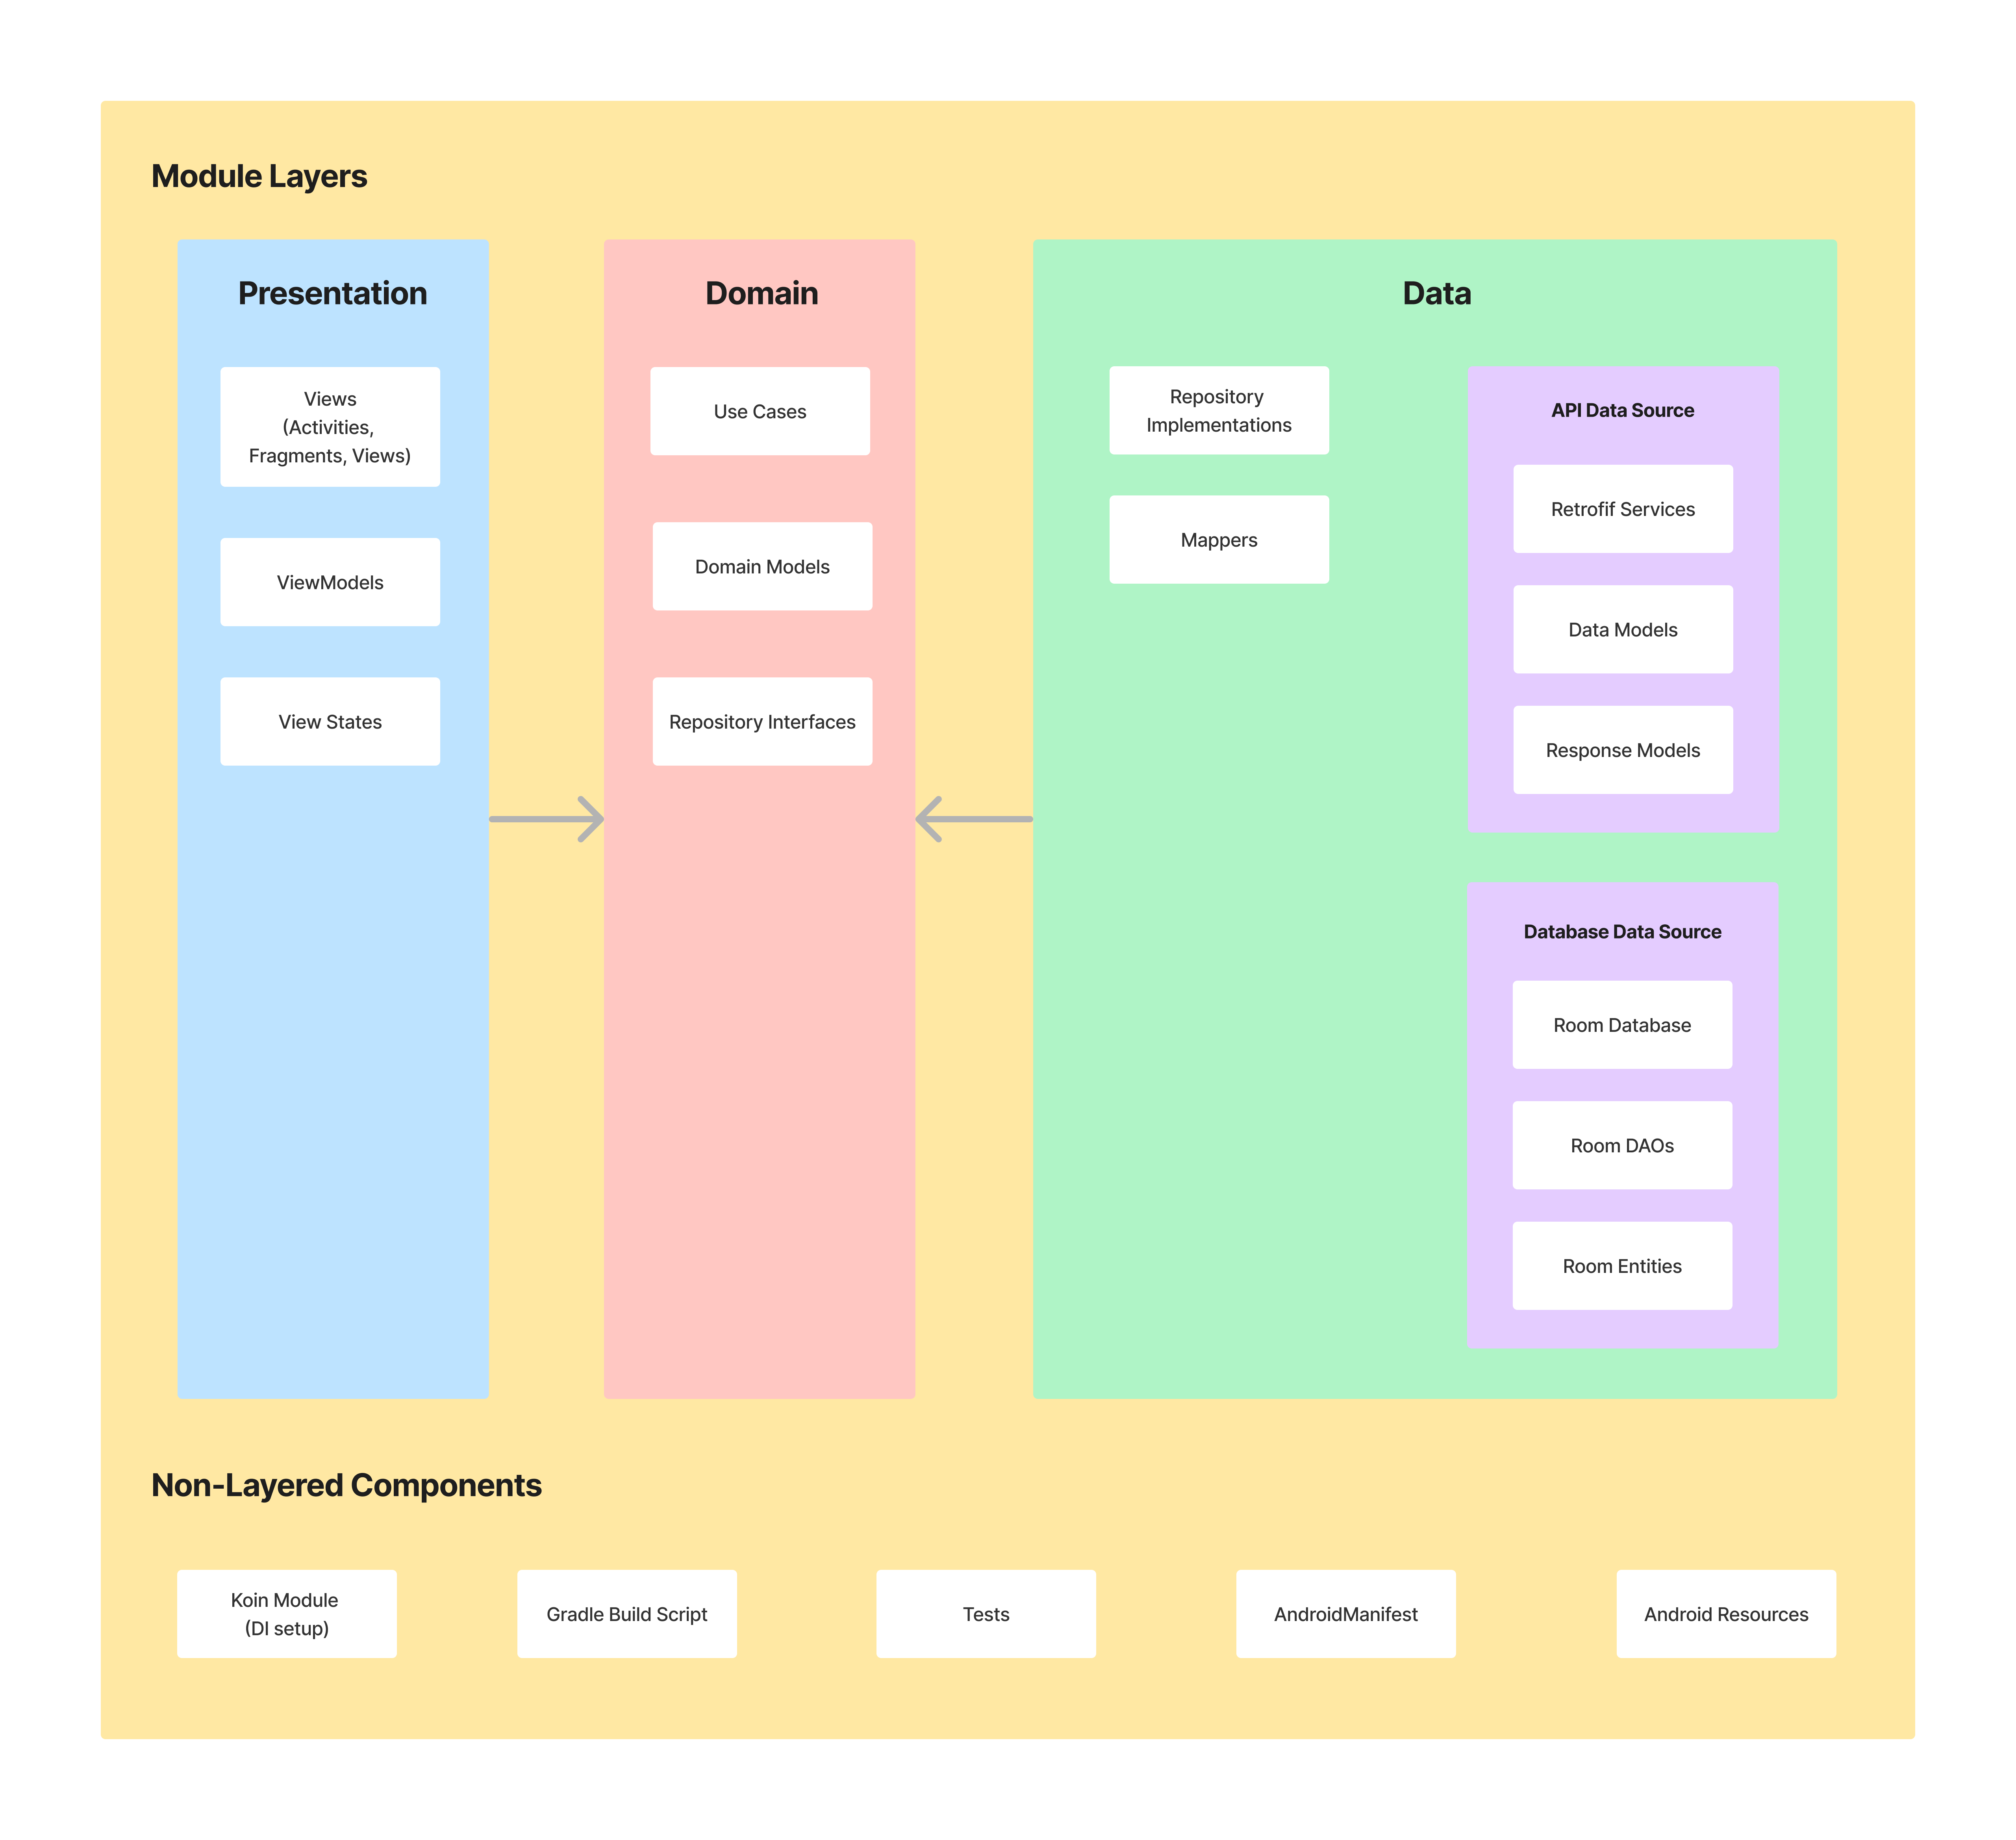 Module Layers
Presentation
Views
(Activities,
Fragments, Views)
ViewModels
View States
Domain
Use Cases
Domain Models
Repository Interfaces
Data
Repository
Implementations
Mappers
API Data Source
Retrofif Services
Data Models
Response Models
Database Data Source
Room Database
Room DAOs
Room Entities
Non-Layered Components
Koin Module
(DI setup)
Gradle Build Script
Tests
AndroidManifest
Android Resources